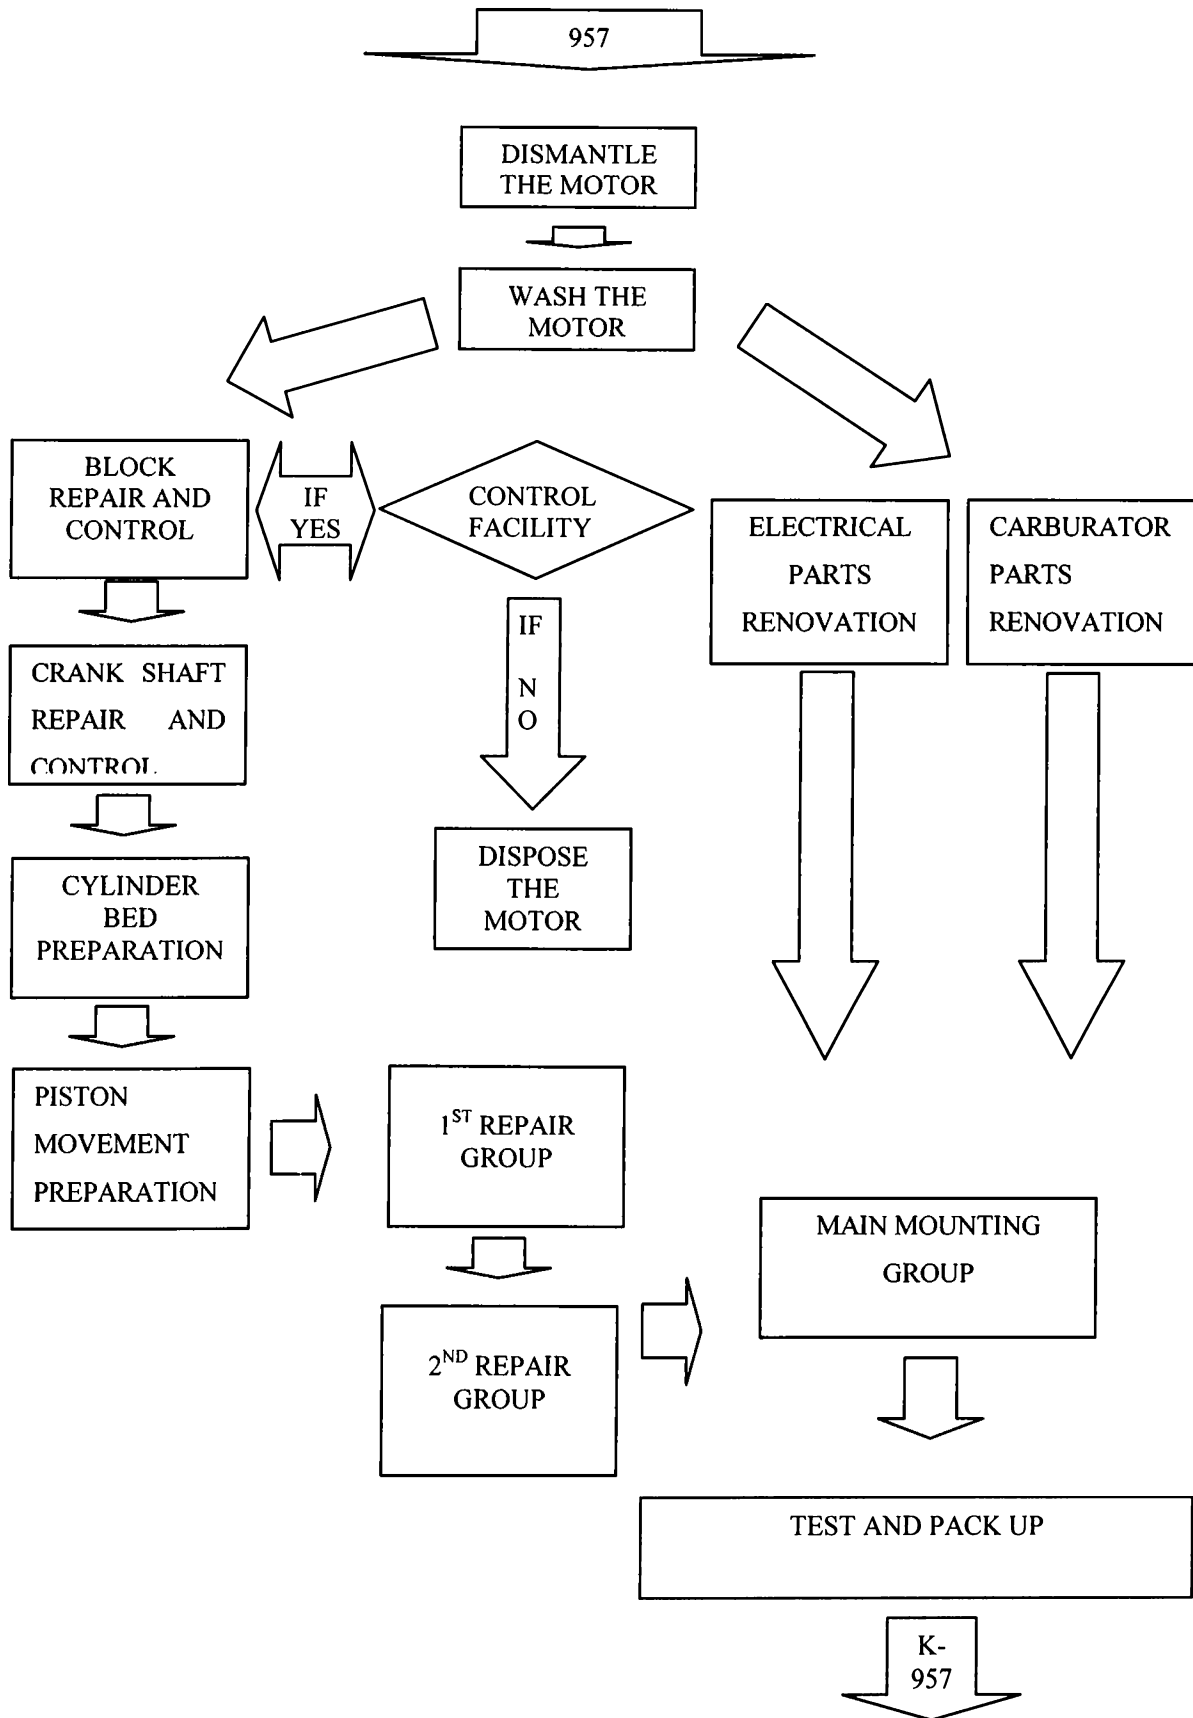 957
DISMANTLE
THE MOTOR
WASH THE
MOTOR
BLOCK
REPAIR AND
CONTROL
IF
YES
CONTROL
FACILITY
ELECTRICAL
PARTS
RENOVATION
CARBURATOR
PARTS
RENOVATION
IF
N
O
CRANK SHAFT
REPAIR AND
CONTROL
DISPOSE
THE
MOTOR
CYLINDER
BED
PREPARATION
PISTON
MOVEMENT
PREPARATION
1ST REPAIR
GROUP
MAIN MOUNTING
GROUP
2ND REPAIR
GROUP
TEST AND PACK UP
K-
957